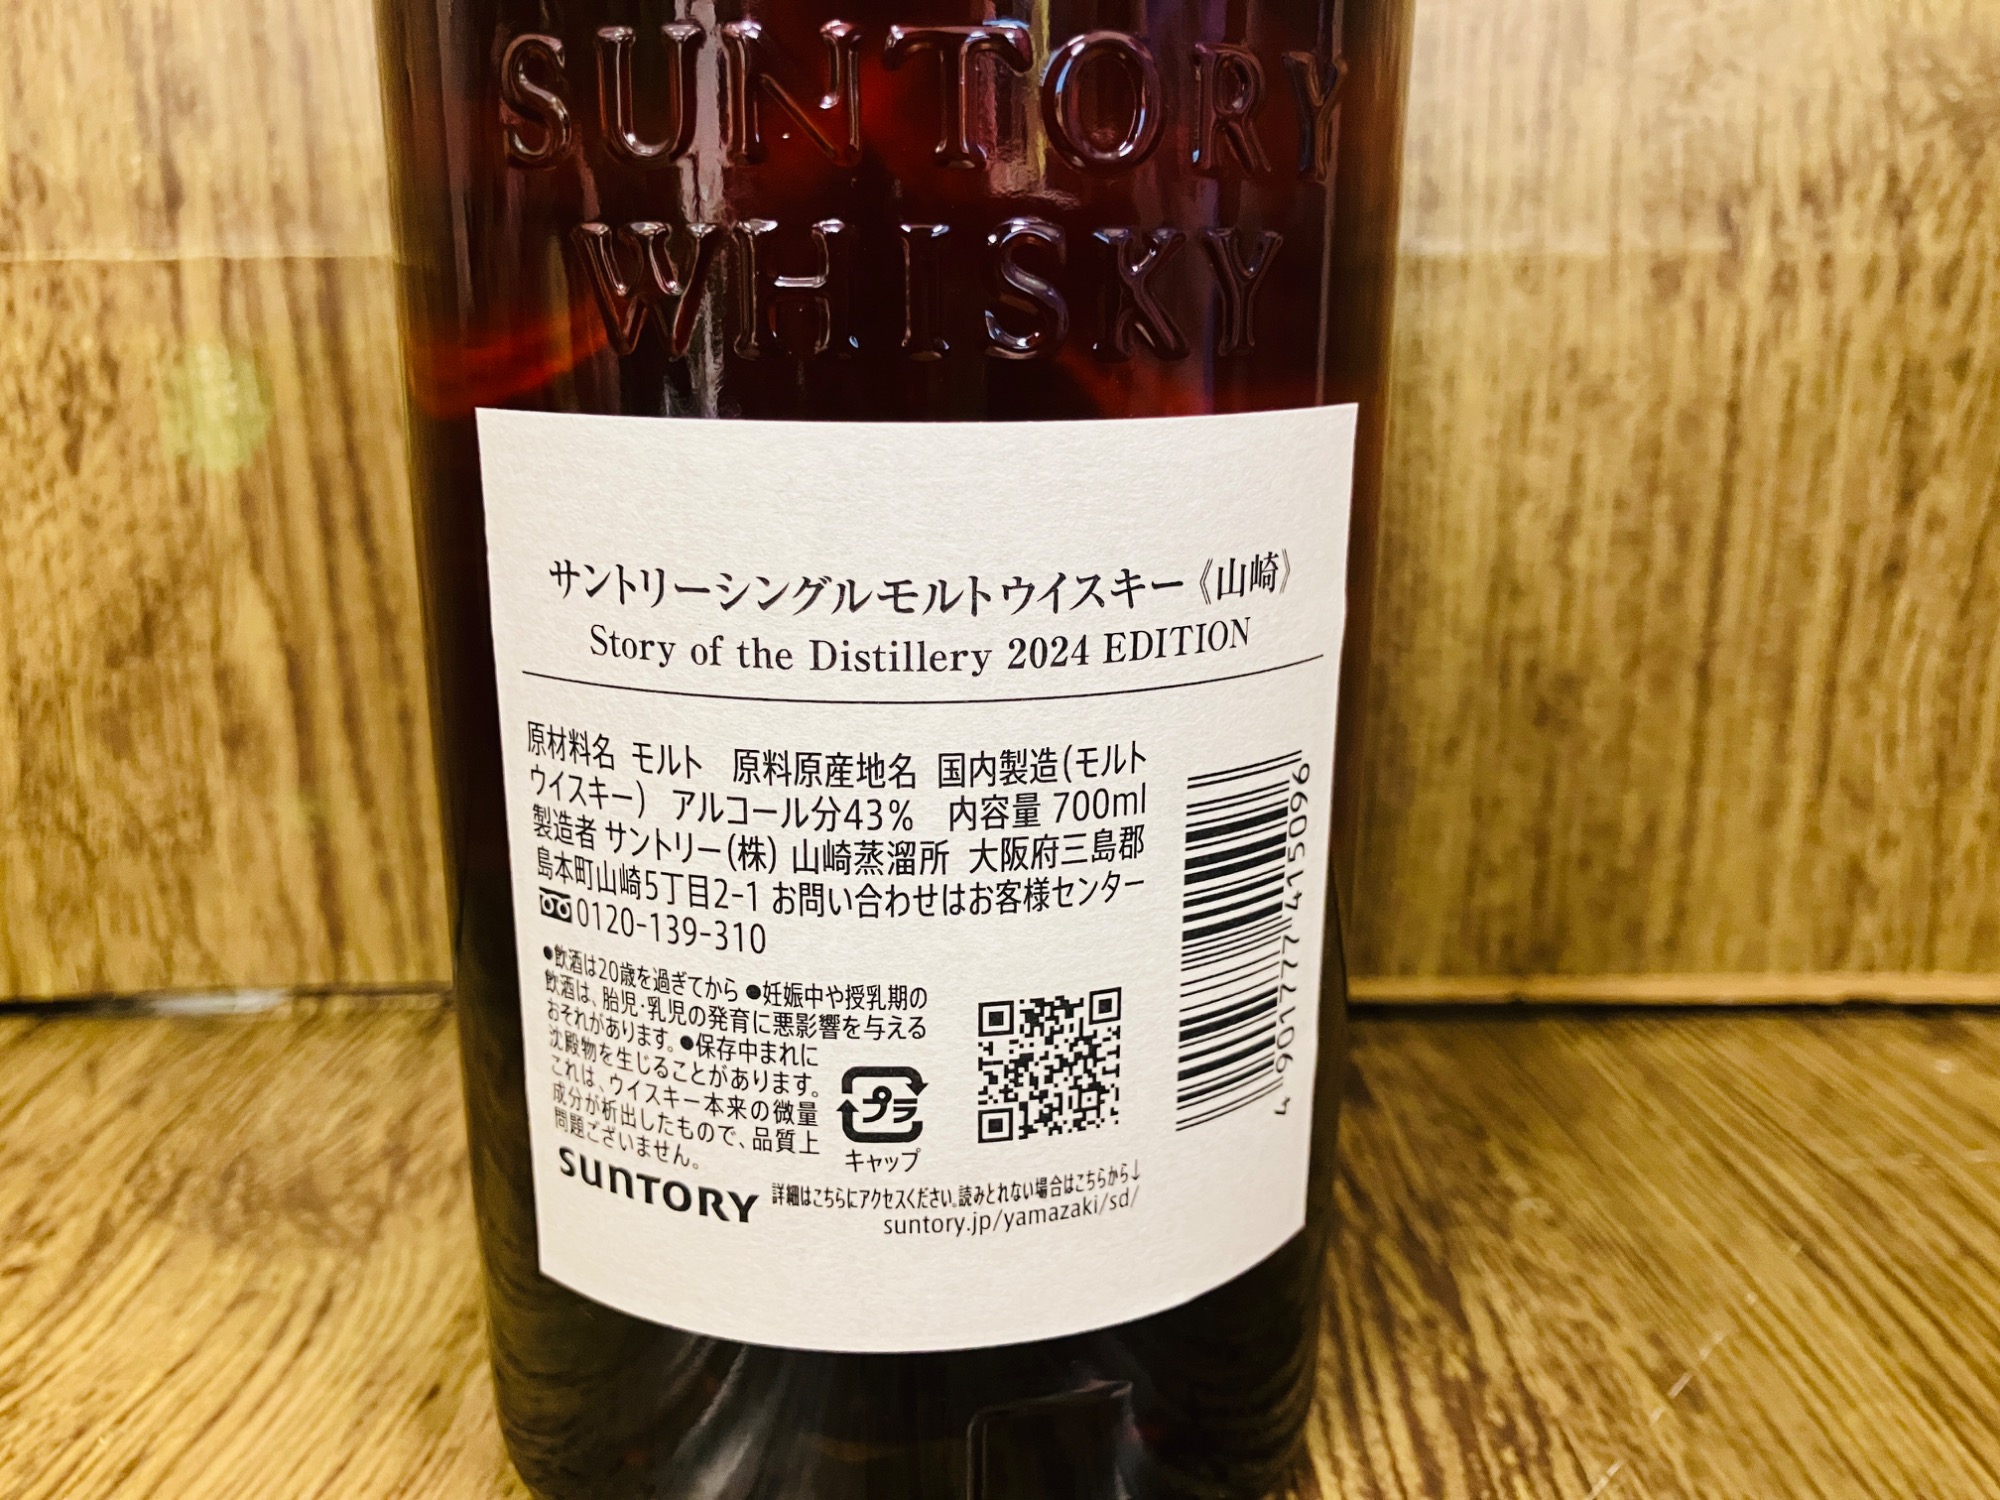 SUNTORY
WHISKY
サントリーシングルモルトウイスキー《山崎》
Story of the Distillery 2024 EDITION
原材料名 モルト 原料原産地名 国内製造(モルト
ウイスキー) アルコール分43% 内容量 700ml
製造者 サントリー(株) 山崎蒸溜所 大阪府三島郡
島本町山崎5丁目2-1 お問い合わせはお客様センター
0120-139-310
●飲酒は20歳を過ぎてから ●妊娠中や授乳期の
飲酒は、胎児・乳児の発育に悪影響を与える
おそれがあります。●保存中まれに
沈殿物を生じることがあります。
これは、ウイスキー本来の微量
成分が析出したもので、品質上
問題ございません。
プラ
キャップ
SUNTORY
詳細はこちらにアクセスください。読みとれない場合はこちらから↓
suntory.jp/yamazaki/sd/
4 901777 415096